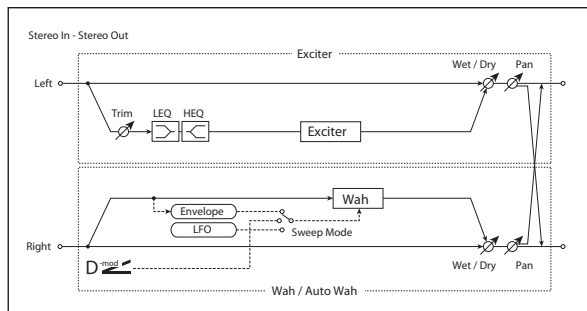 Stereo In - Stereo Out
Exciter
Wet / Dry
Pan
Left
Trim
LEQ
HEQ
Exciter
Wah
Envelope
LFO
Sweep Mode
Right
D-mod
Wet / Dry
Pan
Wah / Auto Wah